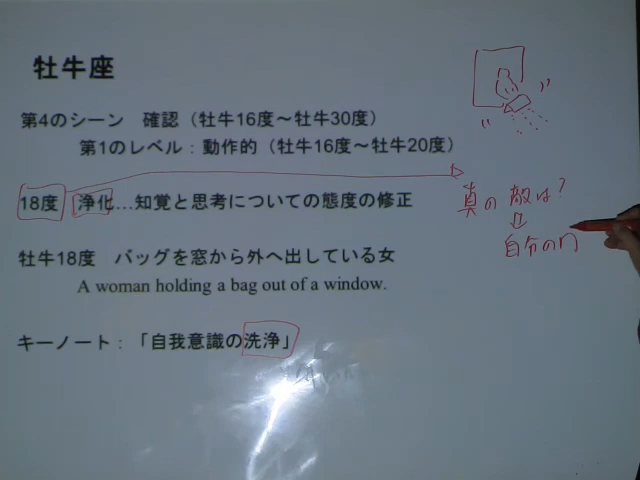 牡牛座
第4のシーン 確認（牡牛16度～牡牛30度）
第1のレベル：動作的（牡牛16度～牡牛20度）
18度 浄化…知覚と思考についての態度の修正
真の敵は?
自分の内
牡牛18度 バッグを窓から外へ出している女
A woman holding a bag out of a window.
キーノート：「自我意識の洗浄」